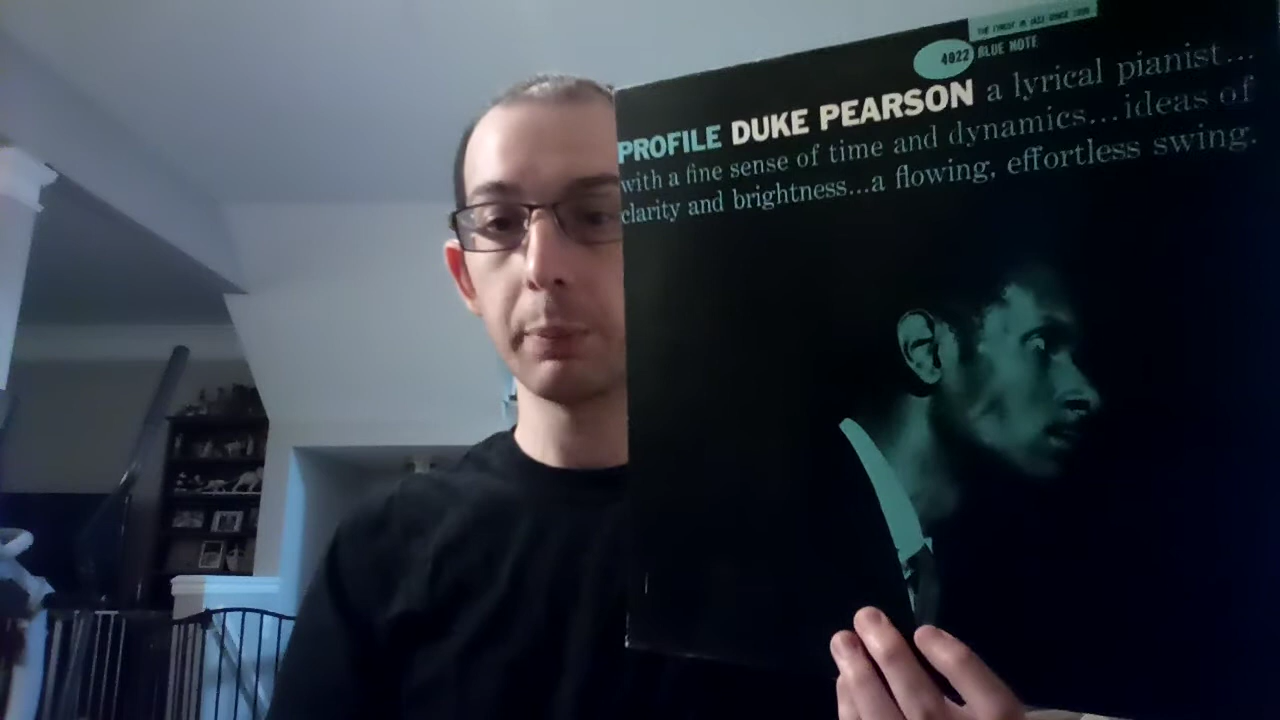 THE FINEST IN JAZZ SINCE 1939
4022 BLUE NOTE
PROFILE DUKE PEARSON a lyrical pianist...
with a fine sense of time and dynamics...ideas of
clarity and brightness...a flowing, effortless swing.